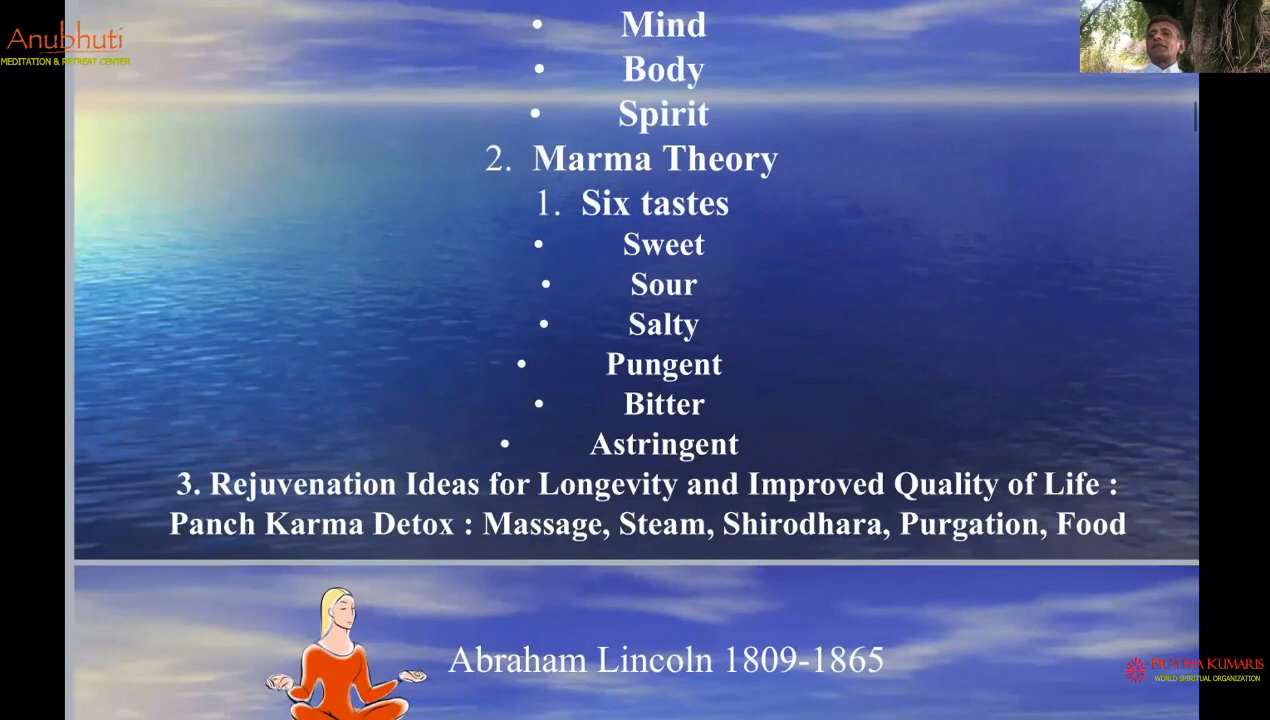 Anubhuti
MEDITATION & RETREAT CENTER
• Mind
• Body
• Spirit
2. Marma Theory
1. Six tastes
• Sweet
• Sour
• Salty
• Pungent
• Bitter
• Astringent
3. Rejuvenation Ideas for Longevity and Improved Quality of Life :
Panch Karma Detox : Massage, Steam, Shirodhara, Purgation, Food
Abraham Lincoln 1809-1865
BRAHMA KUMARIS
WORLD SPIRITUAL ORGANIZATION